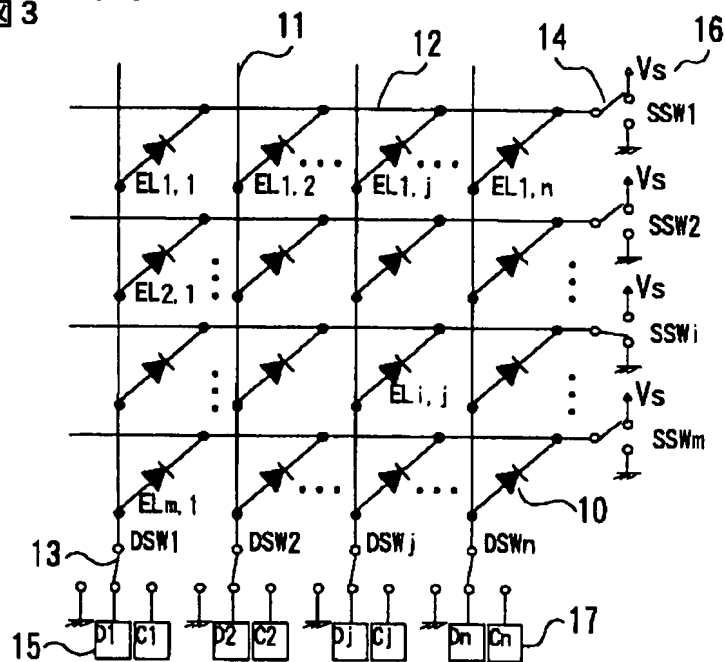 図3
11
12
14
16
Vs
SSW1
EL1,1
EL1,2
EL1,j
EL1,n
Vs
SSW2
EL2,1
Vs
SSWi
ELi,j
Vs
SSWm
ELm,1
10
13
DSW1
DSW2
DSWj
DSWn
15
D1
C1
D2
C2
Dj
Cj
Dn
Cn
17